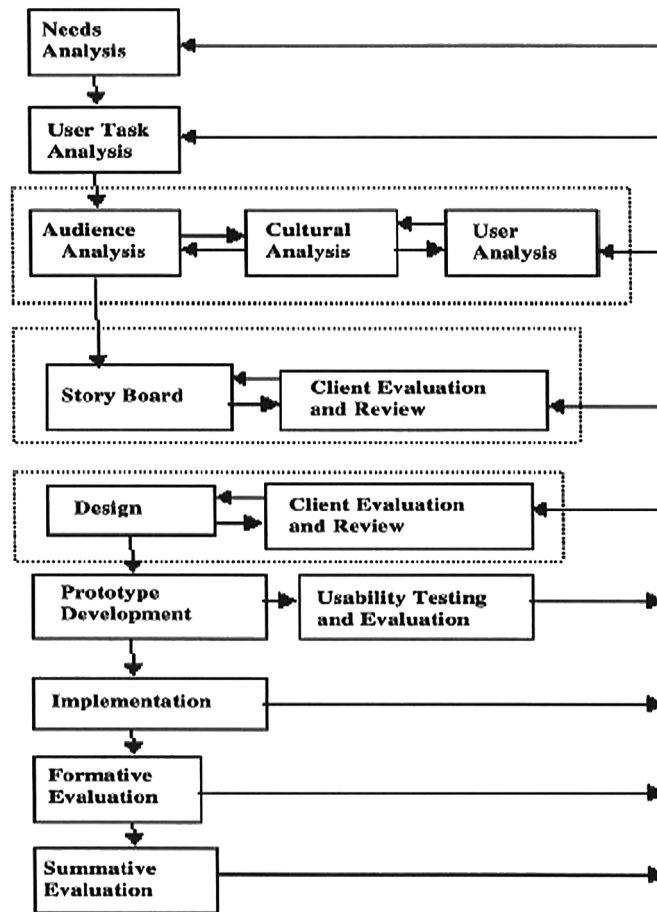 Needs
Analysis
User Task
Analysis
Audience
Analysis
Cultural
Analysis
User
Analysis
Story Board
Client Evaluation
and Review
Design
Client Evaluation
and Review
Prototype
Development
Usability Testing
and Evaluation
Implementation
Formative
Evaluation
Summative
Evaluation